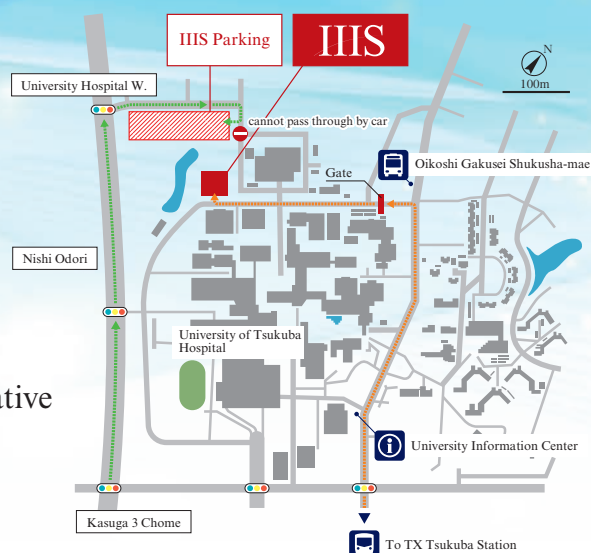 IIIS Parking
IIIS
N
100m
University Hospital W.
cannot pass through by car
Oikoshi Gakusei Shukusha-mae
Gate
Nishi Odori
University of Tsukuba
Hospital
ative
University Information Center
Kasuga 3 Chome
To TX Tsukuba Station